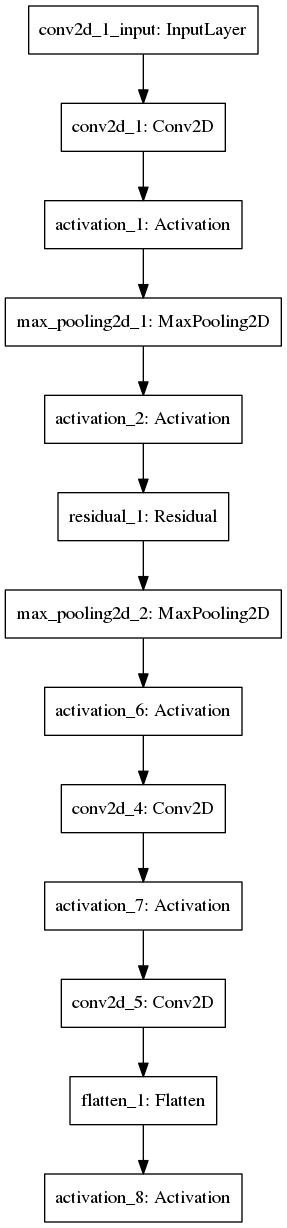 conv2d_1_input: InputLayer
conv2d_1: Conv2D
activation_1: Activation
max_pooling2d_1: MaxPooling2D
activation_2: Activation
residual_1: Residual
max_pooling2d_2: MaxPooling2D
activation_6: Activation
conv2d_4: Conv2D
activation_7: Activation
conv2d_5: Conv2D
flatten_1: Flatten
activation_8: Activation